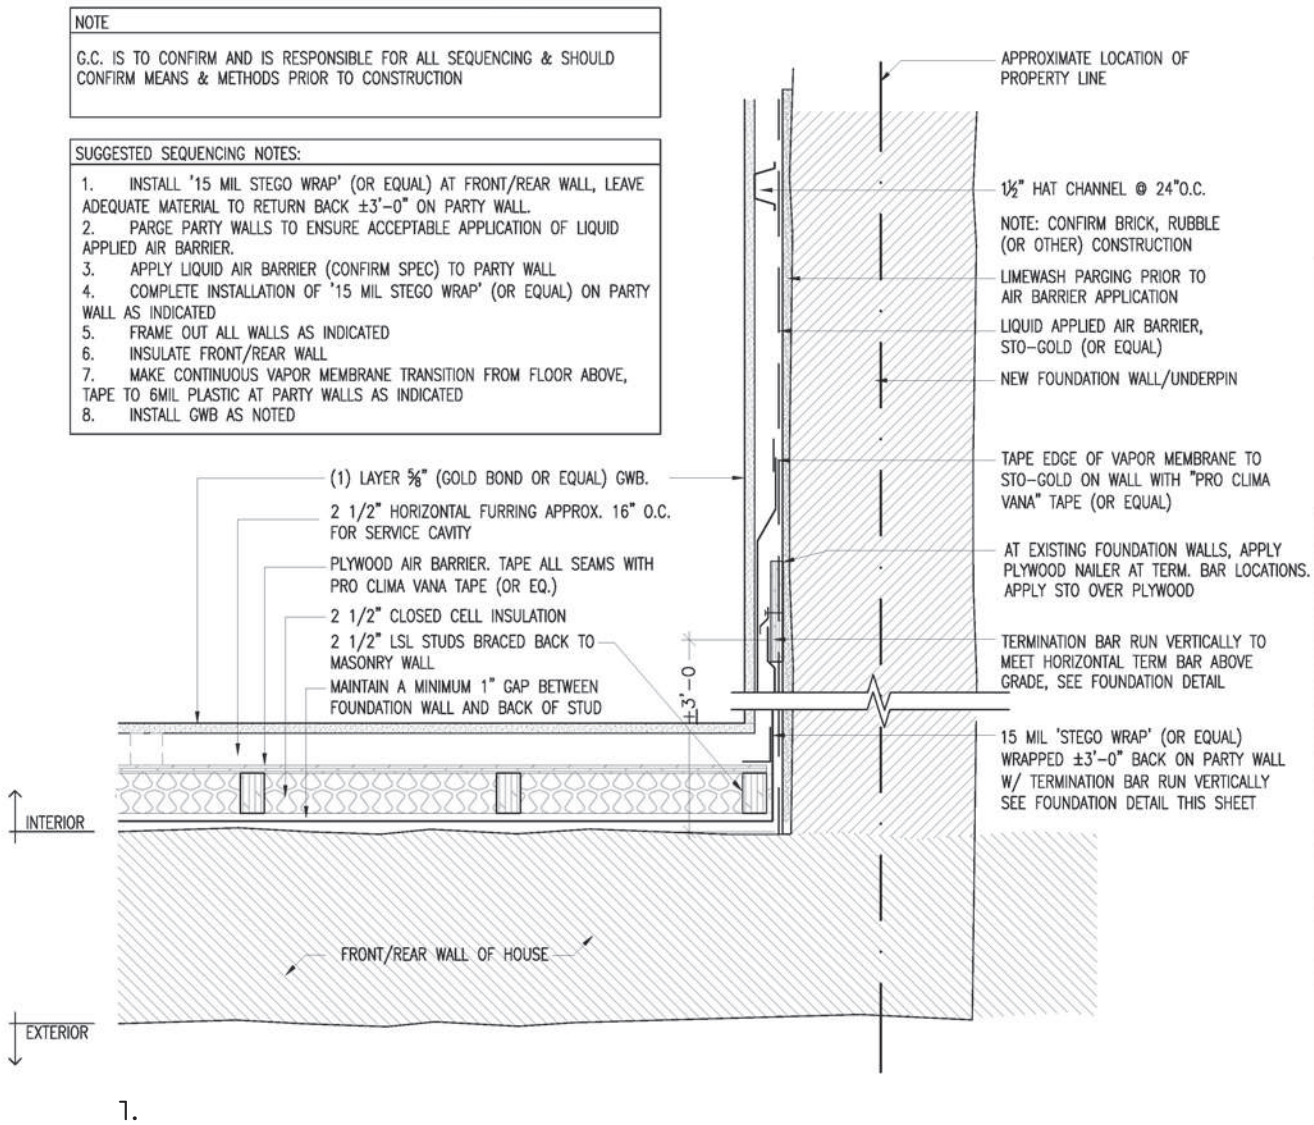 NOTE
G.C. IS TO CONFIRM AND IS RESPONSIBLE FOR ALL SEQUENCING & SHOULD
CONFIRM MEANS & METHODS PRIOR TO CONSTRUCTION
SUGGESTED SEQUENCING NOTES:
1. INSTALL '15 MIL STEGO WRAP' (OR EQUAL) AT FRONT/REAR WALL, LEAVE
ADEQUATE MATERIAL TO RETURN BACK ±3'-0" ON PARTY WALL.
2. PARGE PARTY WALLS TO ENSURE ACCEPTABLE APPLICATION OF LIQUID
APPLIED AIR BARRIER.
3. APPLY LIQUID AIR BARRIER (CONFIRM SPEC) TO PARTY WALL
4. COMPLETE INSTALLATION OF '15 MIL STEGO WRAP' (OR EQUAL) ON PARTY
WALL AS INDICATED
5. FRAME OUT ALL WALLS AS INDICATED
6. INSULATE FRONT/REAR WALL
7. MAKE CONTINUOUS VAPOR MEMBRANE TRANSITION FROM FLOOR ABOVE,
TAPE TO 6MIL PLASTIC AT PARTY WALLS AS INDICATED
8. INSTALL GWB AS NOTED
(1) LAYER ⅝" (GOLD BOND OR EQUAL) GWB.
2 1/2" HORIZONTAL FURRING APPROX. 16" O.C.
FOR SERVICE CAVITY
PLYWOOD AIR BARRIER. TAPE ALL SEAMS WITH
PRO CLIMA VANA TAPE (OR EQ.)
2 1/2" CLOSED CELL INSULATION
2 1/2" LSL STUDS BRACED BACK TO
MASONRY WALL
MAINTAIN A MINIMUM 1" GAP BETWEEN
FOUNDATION WALL AND BACK OF STUD
±3'-0
APPROXIMATE LOCATION OF
PROPERTY LINE
1½" HAT CHANNEL @ 24"O.C.
NOTE: CONFIRM BRICK, RUBBLE
(OR OTHER) CONSTRUCTION
LIMEWASH PARGING PRIOR TO
AIR BARRIER APPLICATION
LIQUID APPLIED AIR BARRIER,
STO-GOLD (OR EQUAL)
NEW FOUNDATION WALL/UNDERPIN
TAPE EDGE OF VAPOR MEMBRANE TO
STO-GOLD ON WALL WITH "PRO CLIMA
VANA" TAPE (OR EQUAL)
AT EXISTING FOUNDATION WALLS, APPLY
PLYWOOD NAILER AT TERM. BAR LOCATIONS.
APPLY STO OVER PLYWOOD
TERMINATION BAR RUN VERTICALLY TO
MEET HORIZONTAL TERM BAR ABOVE
GRADE, SEE FOUNDATION DETAIL
15 MIL 'STEGO WRAP' (OR EQUAL)
WRAPPED ±3'-0" BACK ON PARTY WALL
W/ TERMINATION BAR RUN VERTICALLY
SEE FOUNDATION DETAIL THIS SHEET
INTERIOR
FRONT/REAR WALL OF HOUSE
EXTERIOR
1.